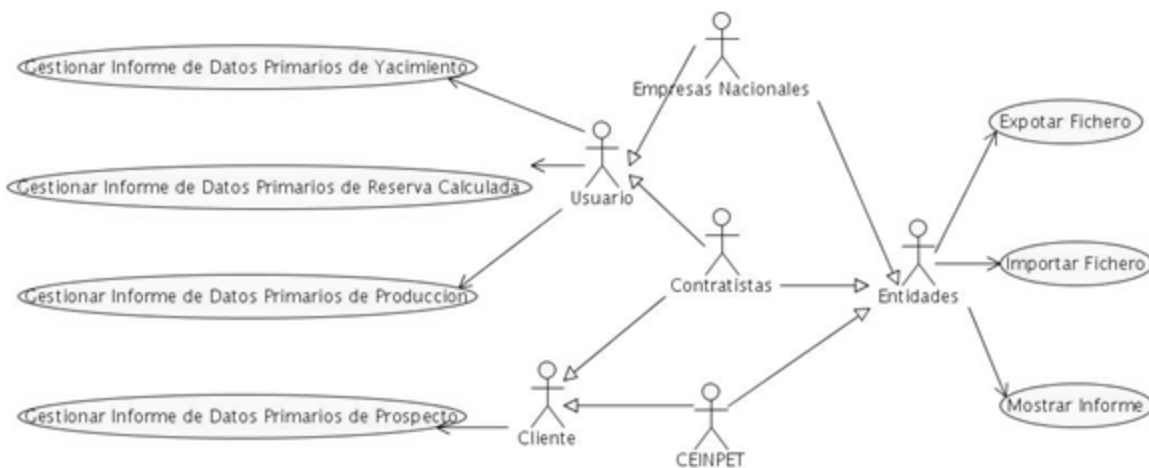 Gestionar Informe de Datos Primarios de Yacimiento
Empresas Nacionales
Expotar Fichero
Gestionar Informe de Datos Primarios de Reserva Calculada
Usuario
Importar Fichero
Gestionar Informe de Datos Primarios de Produccion
Contratistas
Entidades
Gestionar Informe de Datos Primarios de Prospecto
Cliente
Mostrar Informe
CEINPET